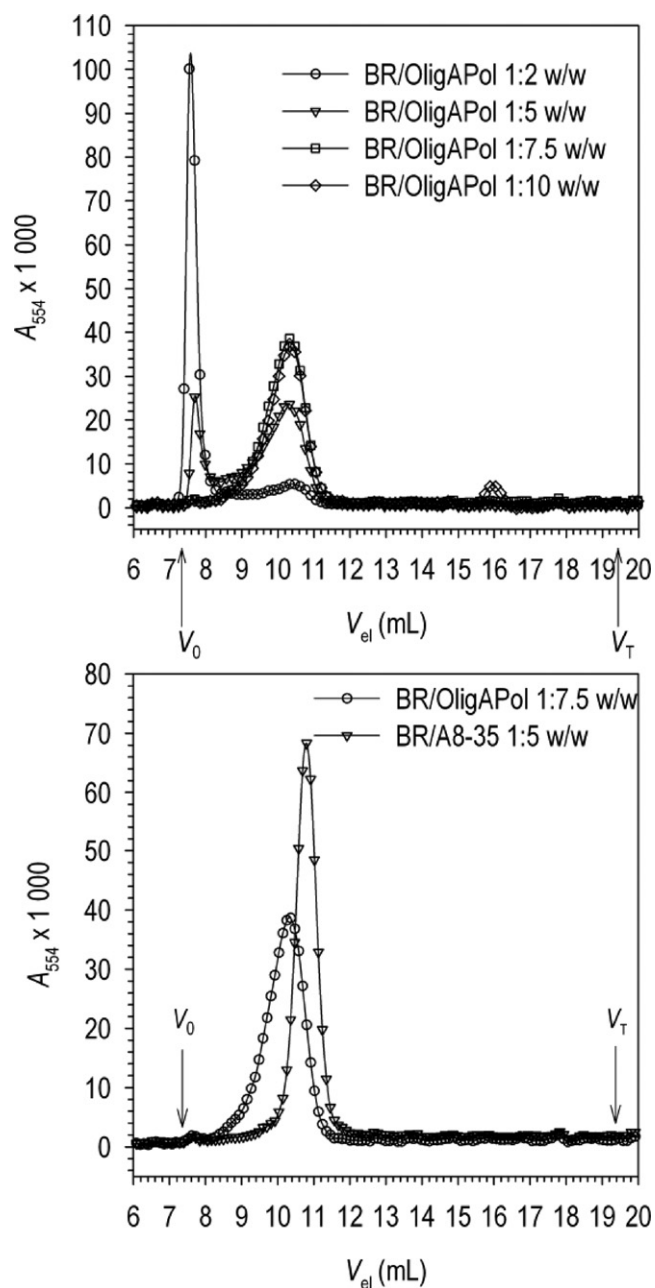 110
100
90
80
70
60
50
40
30
20
10
0
A554 x 1 000
BR/OligAPol 1:2 w/w
BR/OligAPol 1:5 w/w
BR/OligAPol 1:7.5 w/w
BR/OligAPol 1:10 w/w
6 7 8 9 10 11 12 13 14 15 16 17 18 19 20
V0 Vel (mL) VT
80
70
60
50
40
30
20
10
0
A554 x 1 000
BR/OligAPol 1:7.5 w/w
BR/A8-35 1:5 w/w
V0 VT
6 7 8 9 10 11 12 13 14 15 16 17 18 19 20
Vel (mL)